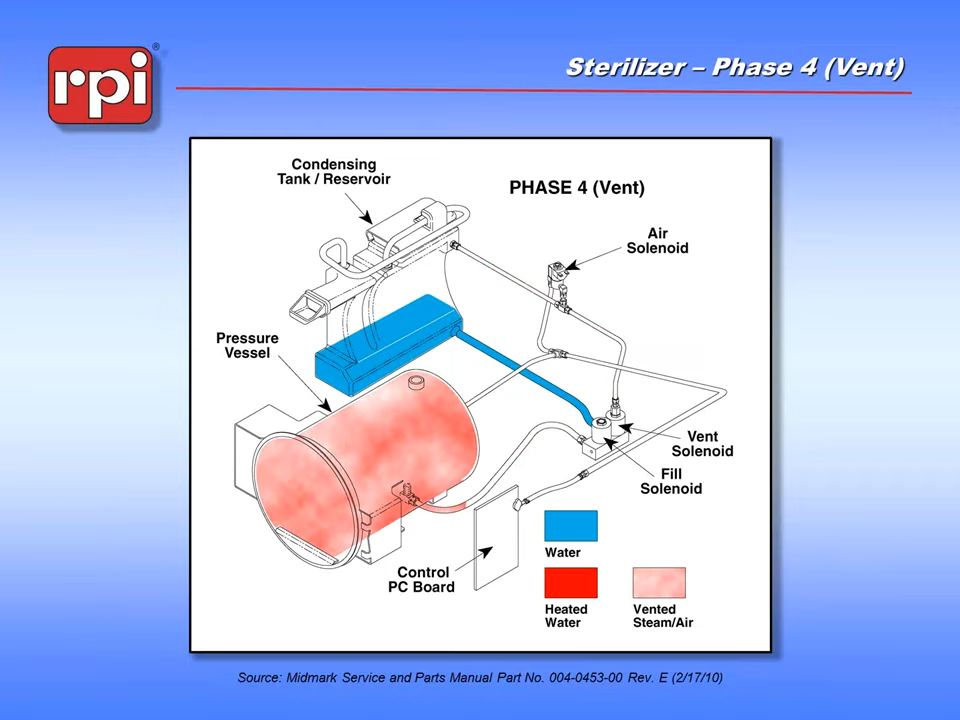 rpi®
Sterilizer – Phase 4 (Vent)
Condensing
Tank / Reservoir
PHASE 4 (Vent)
Air
Solenoid
Pressure
Vessel
Vent
Solenoid
Fill
Solenoid
Control
PC Board
Water
Heated
Water
Vented
Steam/Air
Source: Midmark Service and Parts Manual Part No. 004-0453-00 Rev. E (2/17/10)